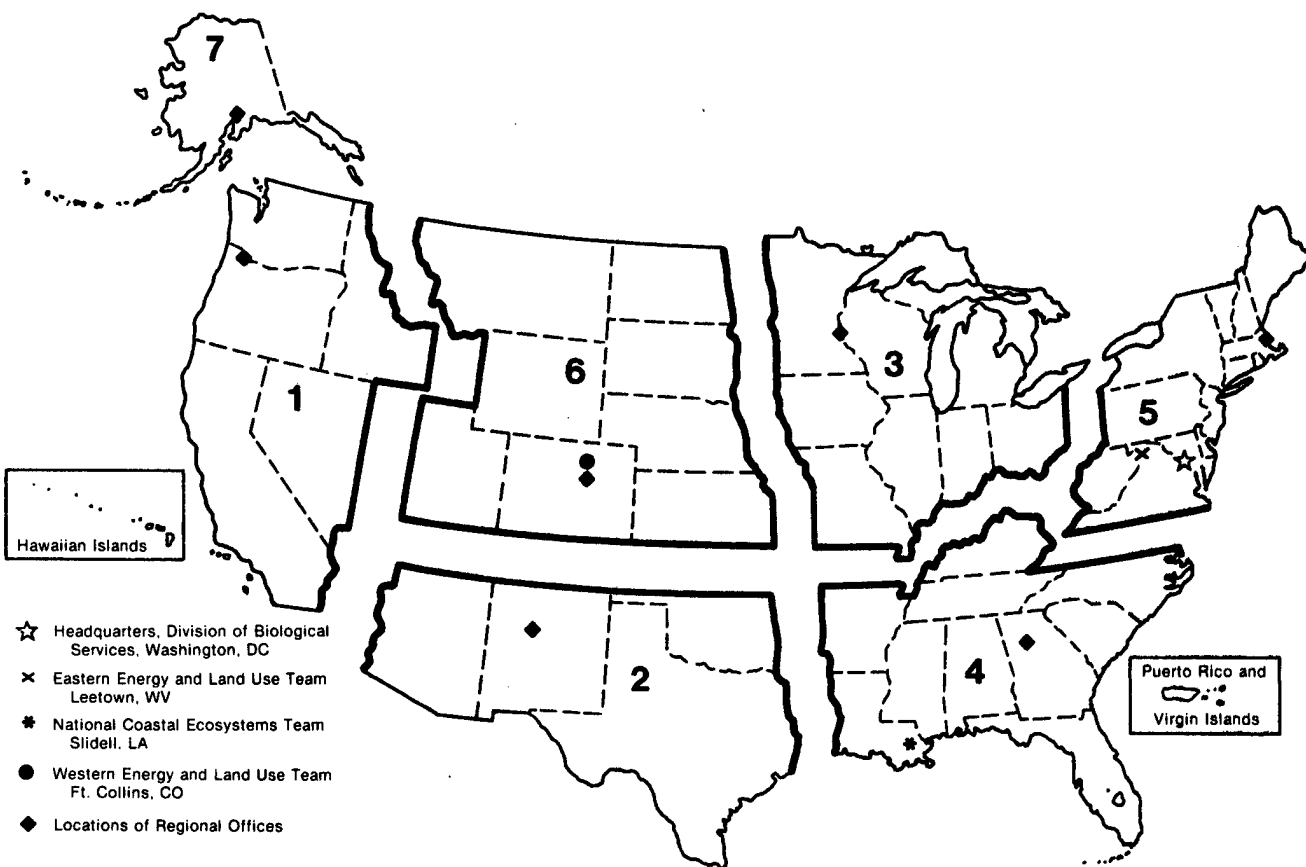 7
1
6
3
5
2
4
Hawaiian Islands
Headquarters, Division of Biological
Services, Washington, DC
Eastern Energy and Land Use Team
Leetown, WV
National Coastal Ecosystems Team
Slidell, LA
Western Energy and Land Use Team
Ft. Collins, CO
Locations of Regional Offices
Puerto Rico and
Virgin Islands